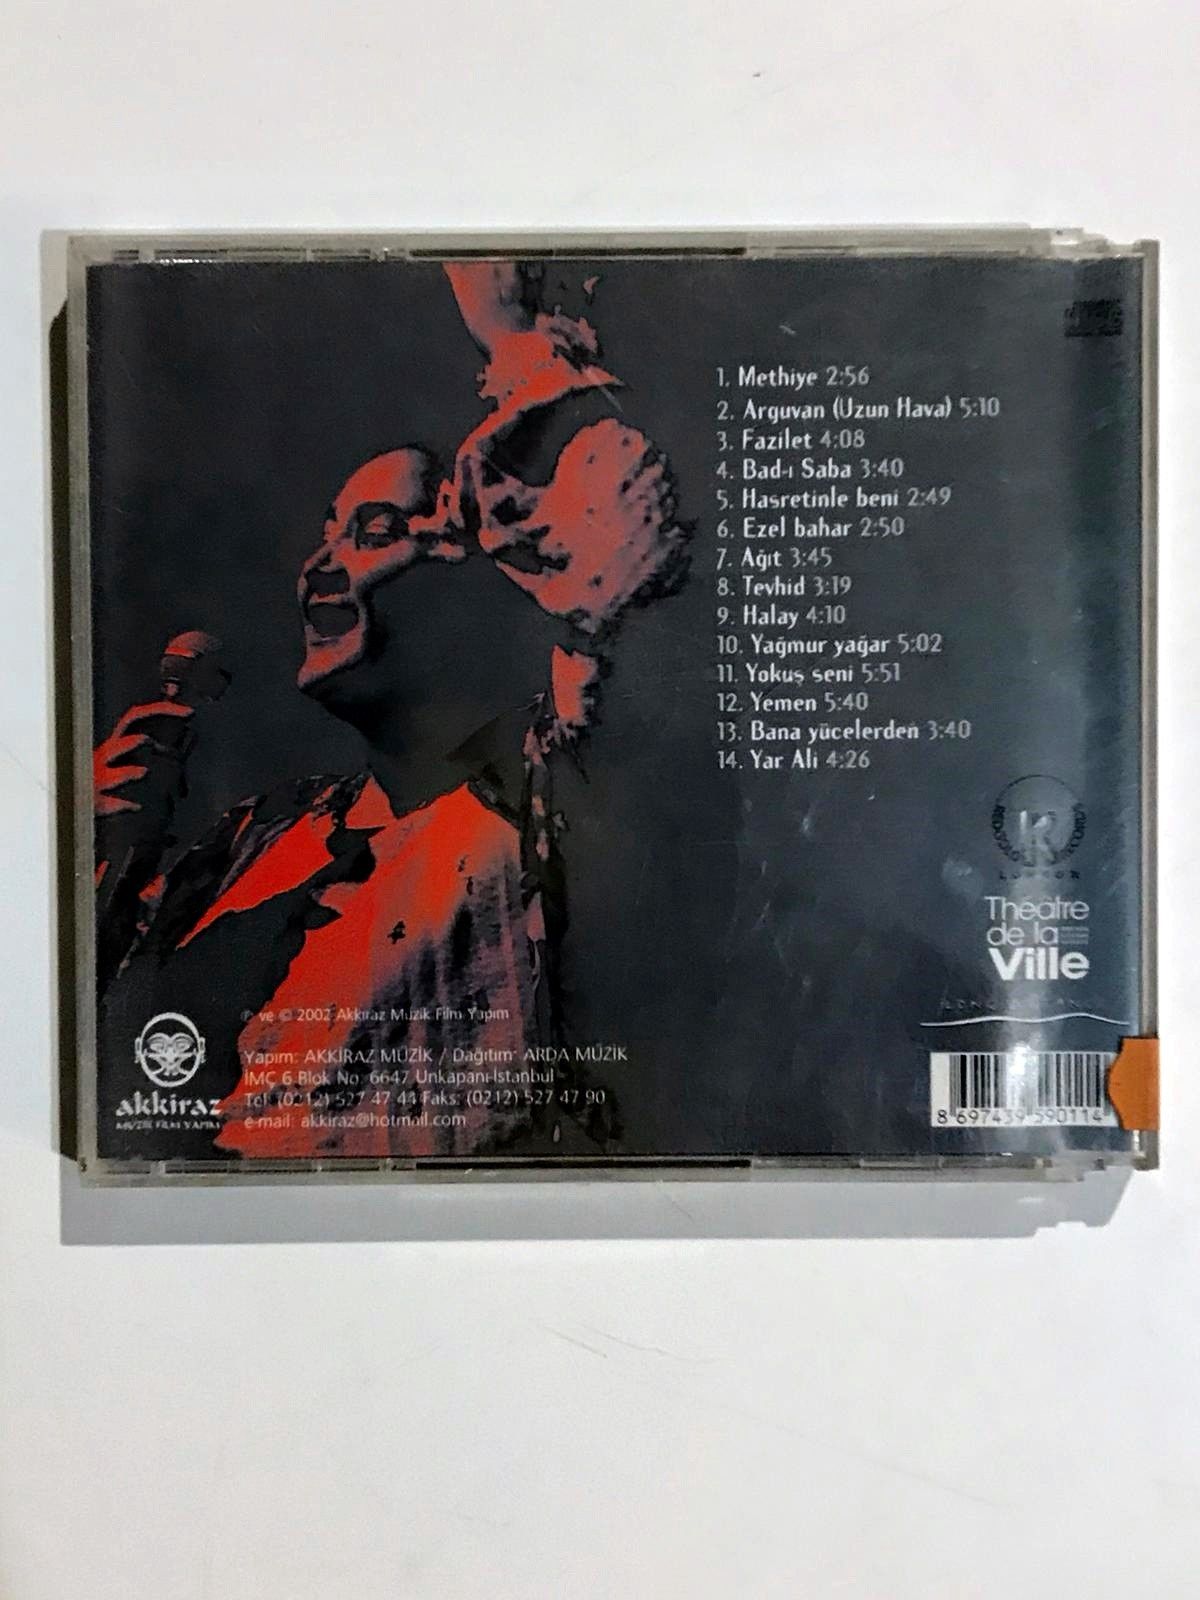 1. Methiye 2:56
2. Arguvan (Uzun Hava) 5:10
3. Fazilet 4:08
4. Bad-ı Saba 3:40
5. Hasretinle beni 2:49
6. Ezel bahar 2:50
7. Ağıt 3:45
8. Tevhid 3:19
9. Halay 4:10
10. Yağmur yağar 5:02
11. Yokuş seni 5:51
12. Yemen 5:40
13. Bana yücelerden 3:40
14. Yar Ali 4:26
R
LONDON
Théâtre
de la
Ville
℗ ve © 2002 Akkiraz Müzik Film Yapım
Yapım: AKKİRAZ MÜZİK / Dağıtım: ARDA MÜZİK
İMÇ 6.Blok No: 6647 Unkapanı-İstanbul
Tel: (0212) 527 47 44 Faks: (0212) 527 47 90
e-mail: akkiraz@hotmail.com
akkiraz
MÜZİK FİLM YAPIM
8 697439 590114